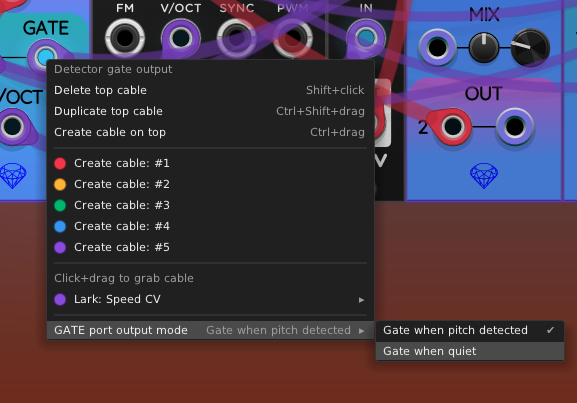 FM V/OCT SYNC PWM IN
MIX
GATE
V/OCT
OUT
2
V
Detector gate output
Delete top cable Shift+click
Duplicate top cable Ctrl+Shift+drag
Create cable on top Ctrl+drag
Create cable: #1
Create cable: #2
Create cable: #3
Create cable: #4
Create cable: #5
Click+drag to grab cable
Lark: Speed CV ▸
GATE port output mode Gate when pitch detected ▸
Gate when pitch detected ✔
Gate when quiet